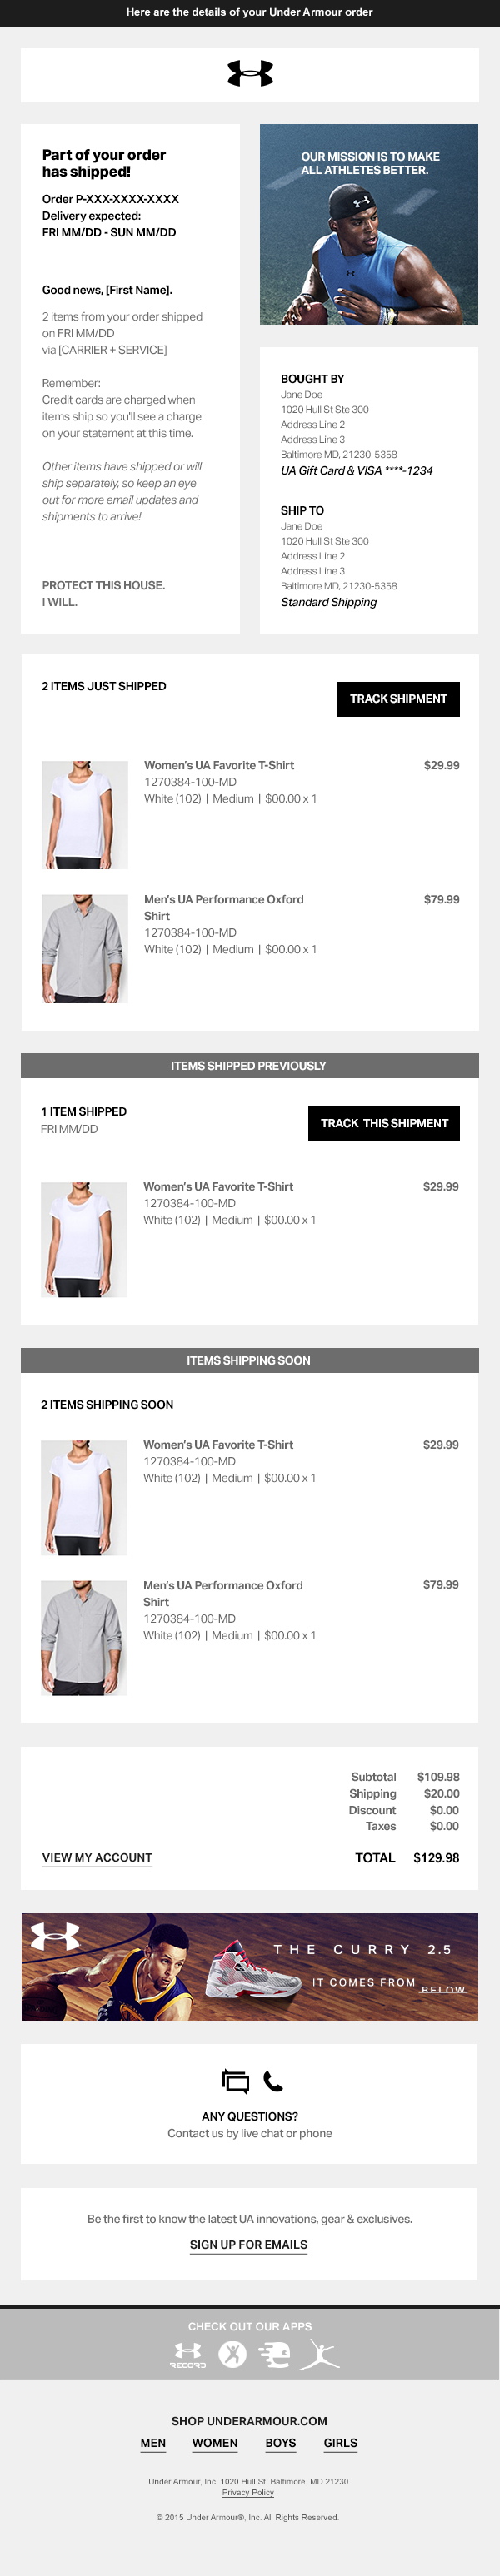 Here are the details of your Under Armour order
Part of your order
has shipped!
Order P-XXX-XXXX-XXXX
Delivery expected:
FRI MM/DD - SUN MM/DD
Good news, [First Name].
2 items from your order shipped
on FRI MM/DD
via [CARRIER + SERVICE]
Remember:
Credit cards are charged when
items ship so you'll see a charge
on your statement at this time.
Other items have shipped or will
ship separately, so keep an eye
out for more email updates and
shipments to arrive!
PROTECT THIS HOUSE.
I WILL.
OUR MISSION IS TO MAKE
ALL ATHLETES BETTER.
BOUGHT BY
Jane Doe
1020 Hull St Ste 300
Address Line 2
Address Line 3
Baltimore MD, 21230-5358
UA Gift Card & VISA ****-1234
SHIP TO
Jane Doe
1020 Hull St Ste 300
Address Line 2
Address Line 3
Baltimore MD, 21230-5358
Standard Shipping
2 ITEMS JUST SHIPPED
TRACK SHIPMENT
Women's UA Favorite T-Shirt $29.99
1270384-100-MD
White (102) | Medium | $00.00 x 1
Men's UA Performance Oxford $79.99
Shirt
1270384-100-MD
White (102) | Medium | $00.00 x 1
ITEMS SHIPPED PREVIOUSLY
1 ITEM SHIPPED
FRI MM/DD
TRACK THIS SHIPMENT
Women's UA Favorite T-Shirt $29.99
1270384-100-MD
White (102) | Medium | $00.00 x 1
ITEMS SHIPPING SOON
2 ITEMS SHIPPING SOON
Women's UA Favorite T-Shirt $29.99
1270384-100-MD
White (102) | Medium | $00.00 x 1
Men's UA Performance Oxford $79.99
Shirt
1270384-100-MD
White (102) | Medium | $00.00 x 1
Subtotal $109.98
Shipping $20.00
Discount $0.00
Taxes $0.00
VIEW MY ACCOUNT
TOTAL $129.98
THE CURRY 2.5
IT COMES FROM BELOW
ANY QUESTIONS?
Contact us by live chat or phone
Be the first to know the latest UA innovations, gear & exclusives.
SIGN UP FOR EMAILS
CHECK OUT OUR APPS
RECORD
SHOP UNDERARMOUR.COM
MEN WOMEN BOYS GIRLS
Under Armour, Inc. 1020 Hull St. Baltimore, MD 21230
Privacy Policy
© 2015 Under Armour®, Inc. All Rights Reserved.